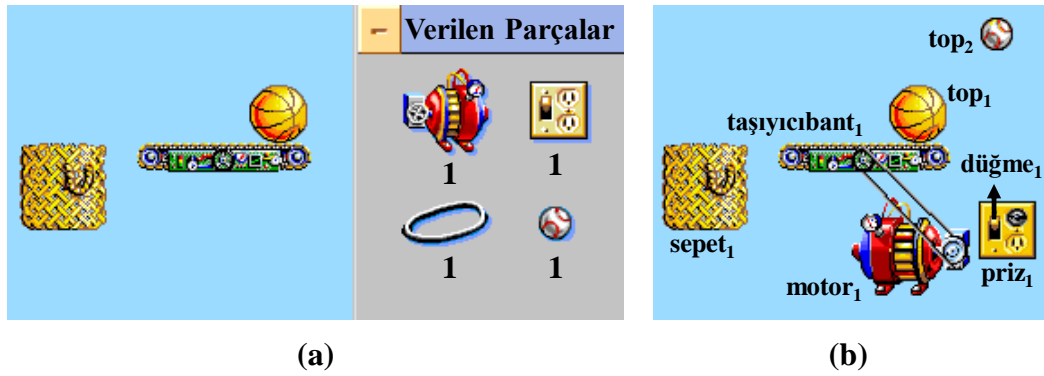 Verilen Parçalar
1
1
1
1
(a)
top₂
top₁
taşıyıcıbant₁
düğme₁
sepet₁
motor₁
priz₁
(b)